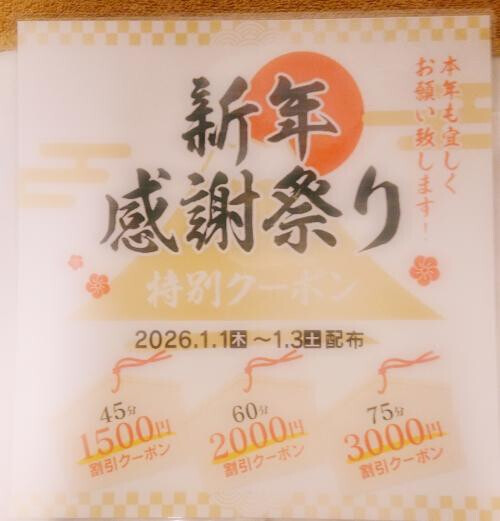 本年も宜しく
お願い致します！
新年
感謝祭り
特別クーポン
2026.1.1木～1.3土配布
45分
1500円
割引クーポン
60分
2000円
割引クーポン
75分
3000円
割引クーポン